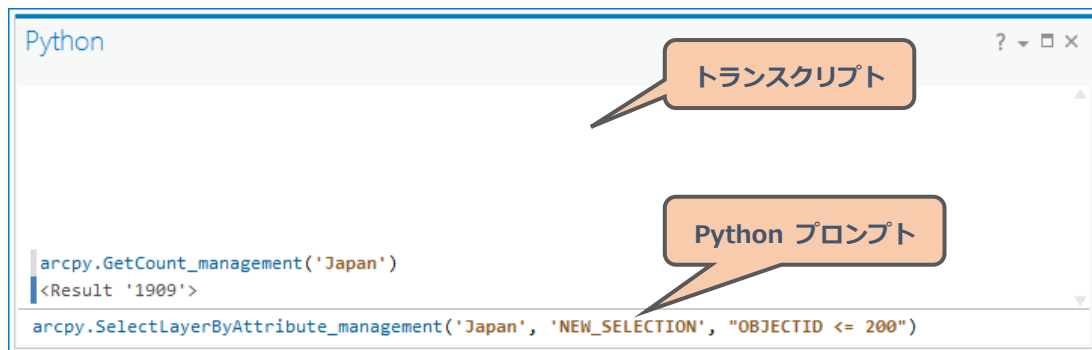 Python
?
トランスクリプト
Python プロンプト
arcpy.GetCount_management('Japan')
<Result '1909'>
arcpy.SelectLayerByAttribute_management('Japan', 'NEW_SELECTION', "OBJECTID <= 200")